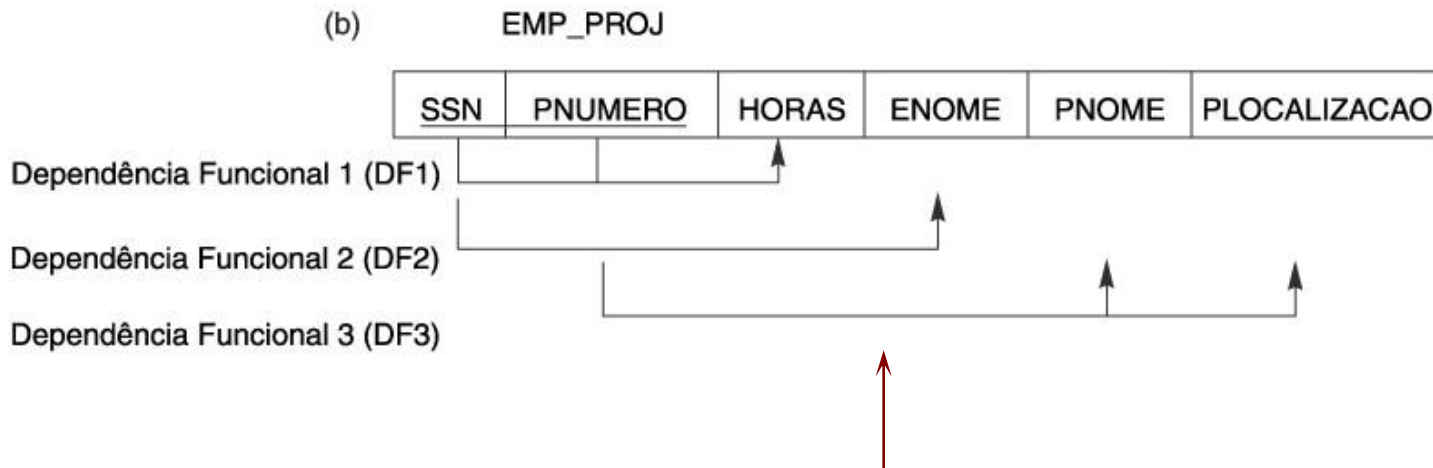 (b) EMP_PROJ
SSN PNUMERO HORAS ENOME PNOME PLOCALIZACAO
Dependência Funcional 1 (DF1)
Dependência Funcional 2 (DF2)
Dependência Funcional 3 (DF3)